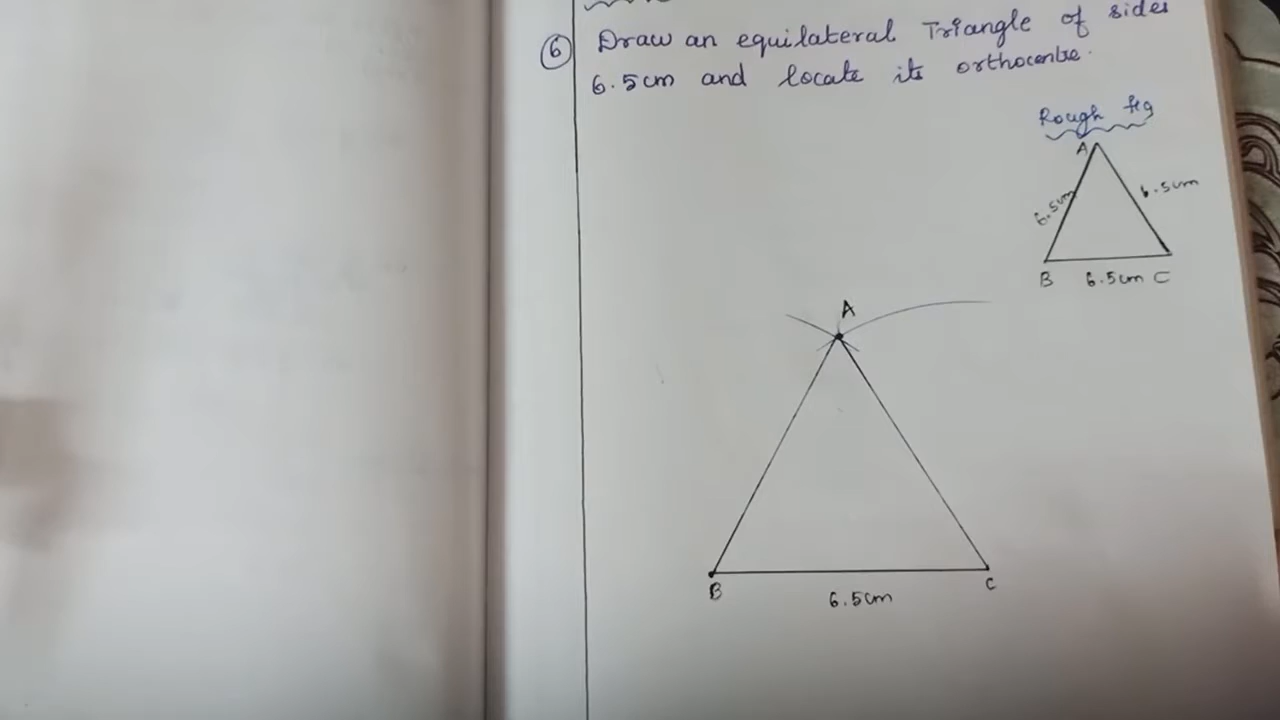 6 Draw an equilateral Triangle of sides
6.5cm and locate its orthocentre.
Rough fig
A
6.5cm
6.5cm
B 6.5cm C
A
B
6.5cm
C